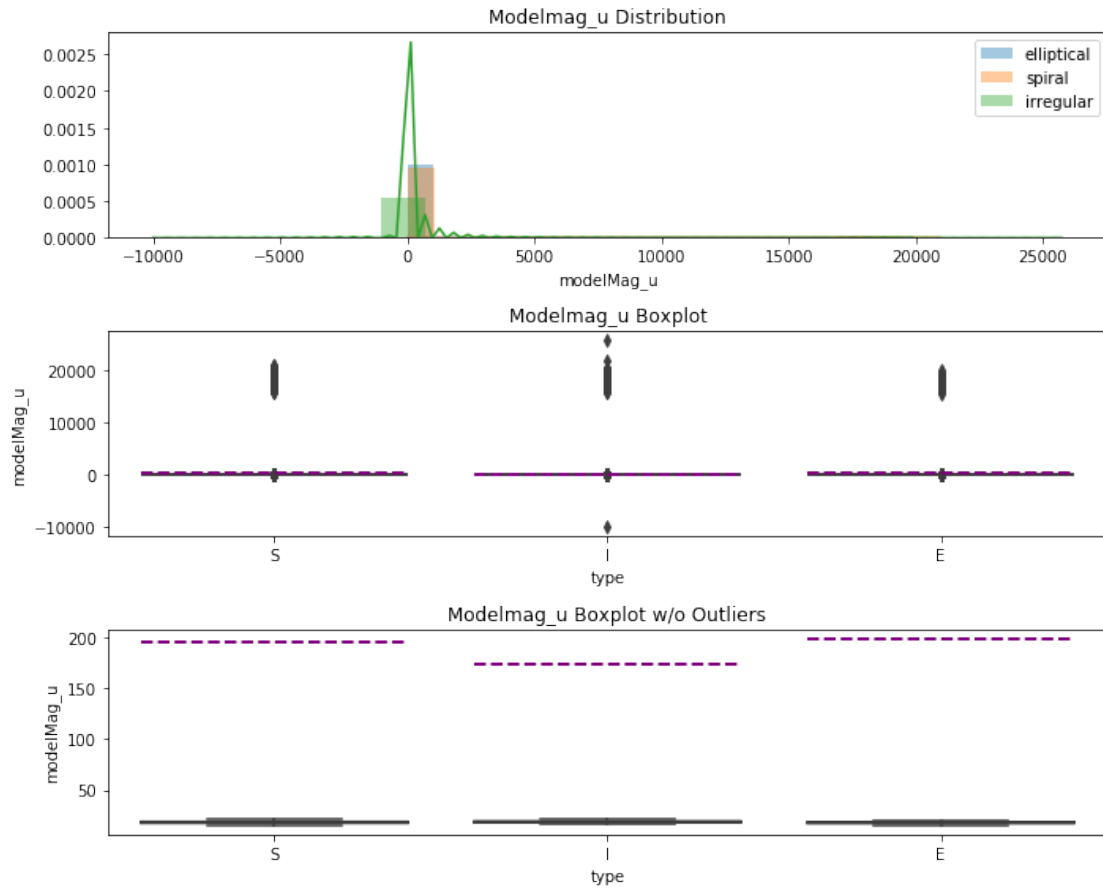 Modelmag_u Distribution
0.0025
0.0020
0.0015
0.0010
0.0005
0.0000
elliptical
spiral
irregular
−10000 −5000 0 5000 10000 15000 20000 25000
modelMag_u
Modelmag_u Boxplot
modelMag_u
20000
10000
0
−10000
S I E
type
Modelmag_u Boxplot w/o Outliers
modelMag_u
200
150
100
50
S I E
type